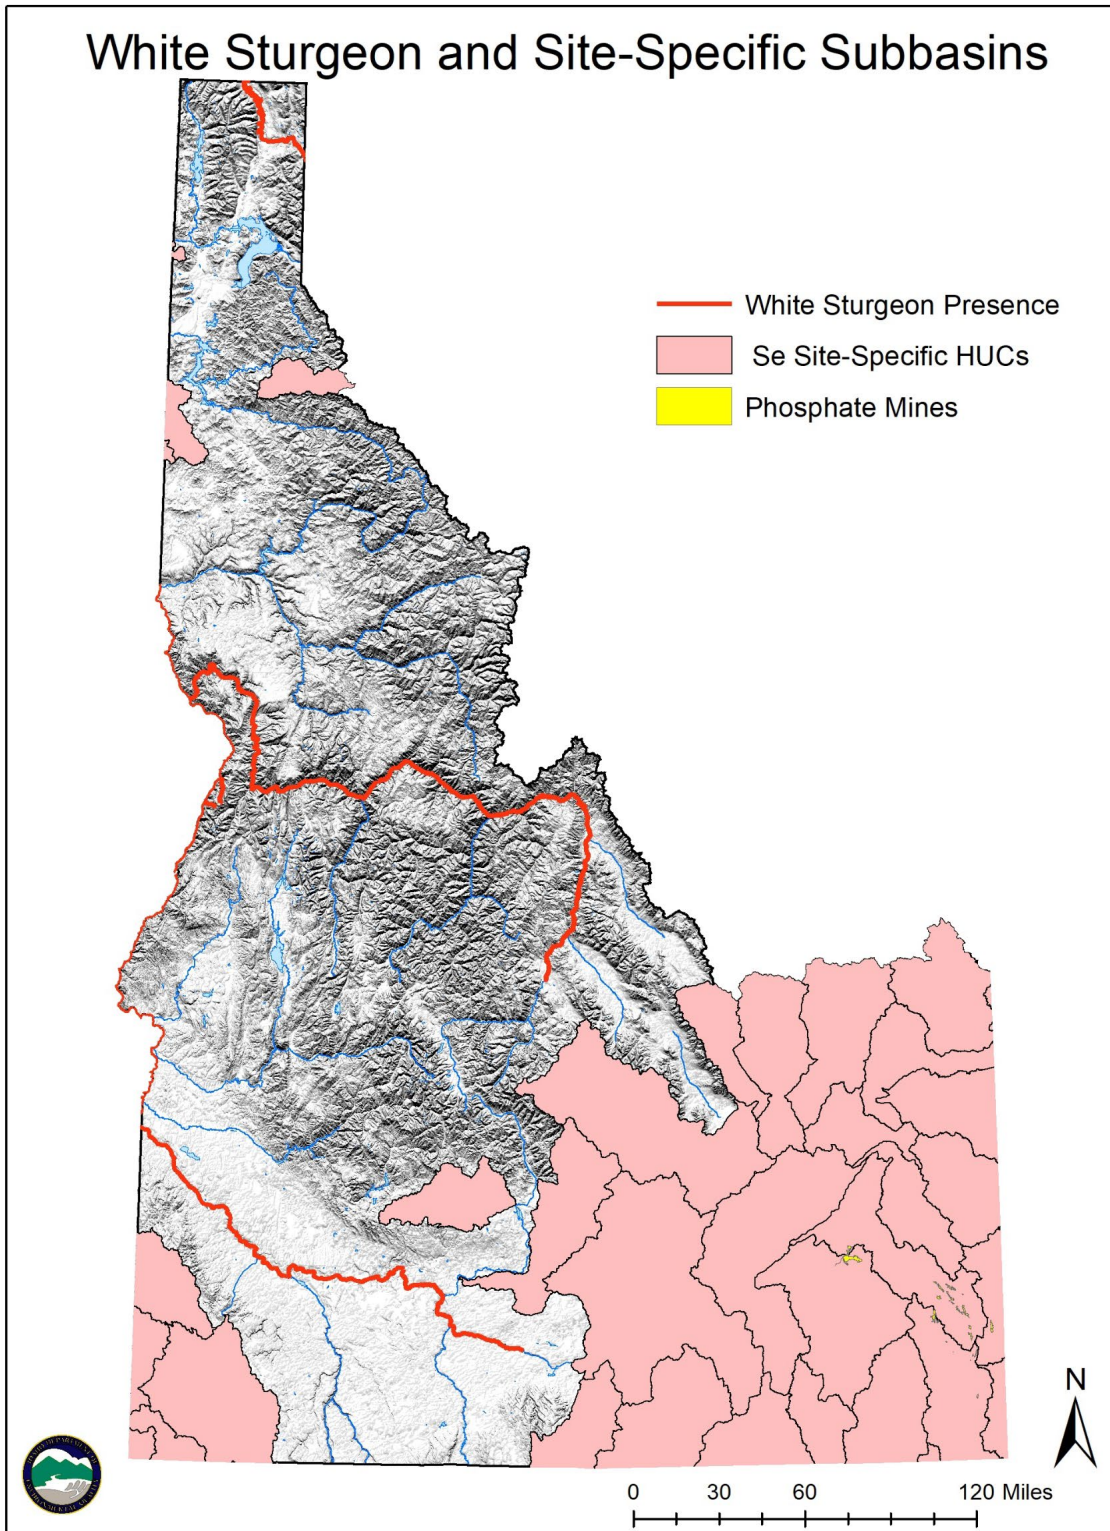 White Sturgeon and Site-Specific Subbasins
White Sturgeon Presence
Se Site-Specific HUCs
Phosphate Mines
N
0 30 60 120 Miles